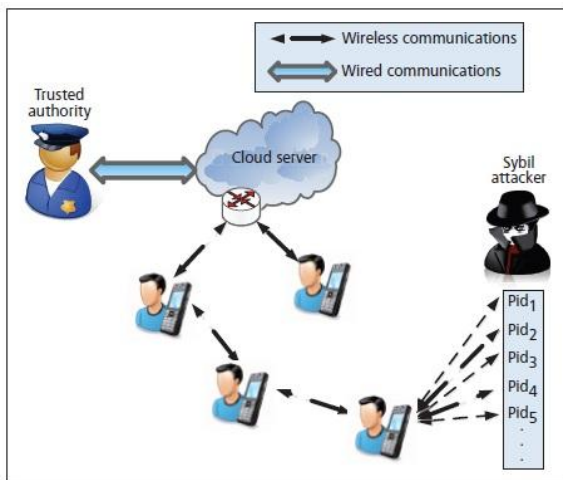 Wireless communications
Wired communications
Trusted
authority
Cloud server
Sybil
attacker
Pid1
Pid2
Pid3
Pid4
Pid5
.
.
.